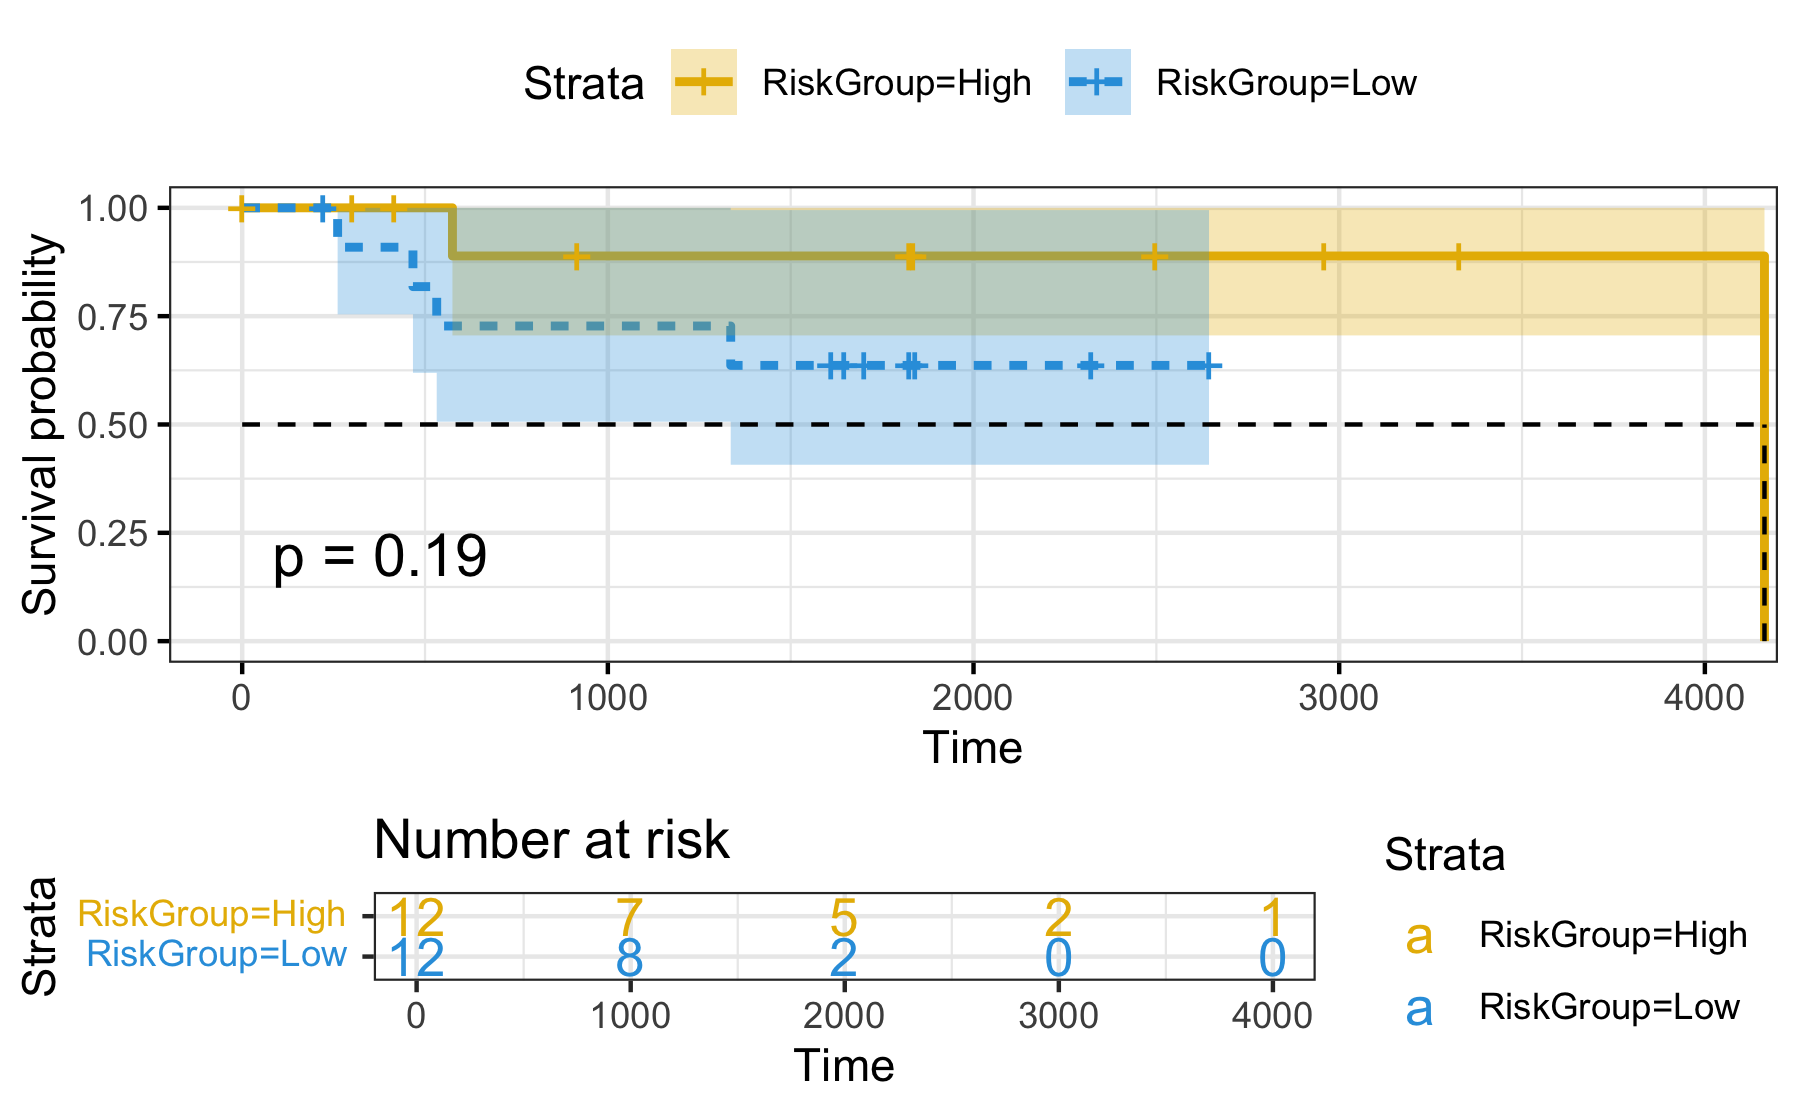 Strata RiskGroup=High RiskGroup=Low
Survival probability
1.00
0.75
0.50
0.25
0.00
p = 0.19
0 1000 2000 3000 4000
Time
Number at risk
Strata
RiskGroup=High 12 7 5 2 1
RiskGroup=Low 12 8 2 0 0
0 1000 2000 3000 4000
Time
Strata
a RiskGroup=High
a RiskGroup=Low